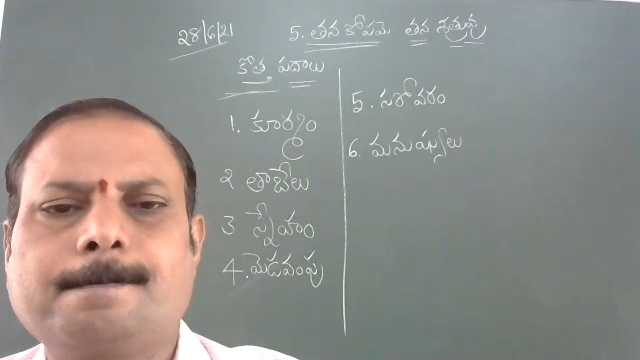 28/6/21
5. తన కోపమె తన శత్రువు
కొత్త పదాలు
1. కూర్మం
2 తాబేలు
3 స్నేహం
4. మెడవంపు
5. సరోవరం
6. మనుష్యులు